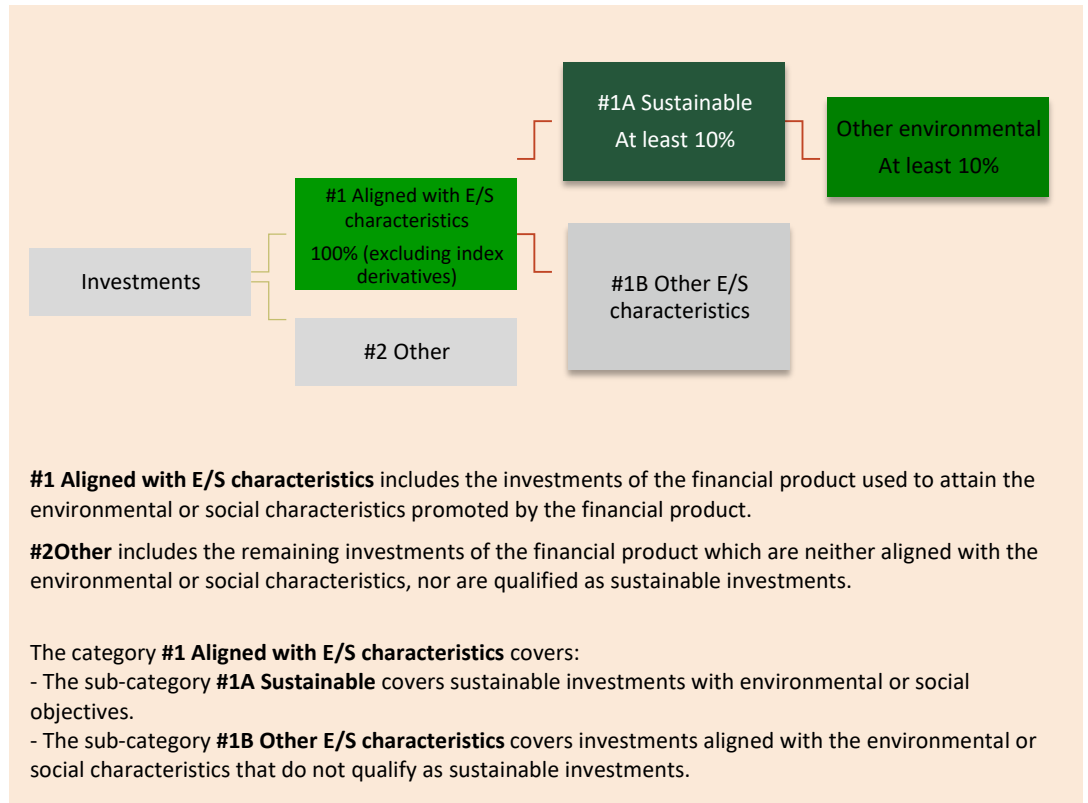 #1A Sustainable
At least 10%
Other environmental
At least 10%
#1 Aligned with E/S
characteristics
100% (excluding index
derivatives)
Investments
#1B Other E/S
characteristics
#2 Other
#1 Aligned with E/S characteristics includes the investments of the financial product used to attain the
environmental or social characteristics promoted by the financial product.
#2Other includes the remaining investments of the financial product which are neither aligned with the
environmental or social characteristics, nor are qualified as sustainable investments.
The category #1 Aligned with E/S characteristics covers:
- The sub-category #1A Sustainable covers sustainable investments with environmental or social
objectives.
- The sub-category #1B Other E/S characteristics covers investments aligned with the environmental or
social characteristics that do not qualify as sustainable investments.